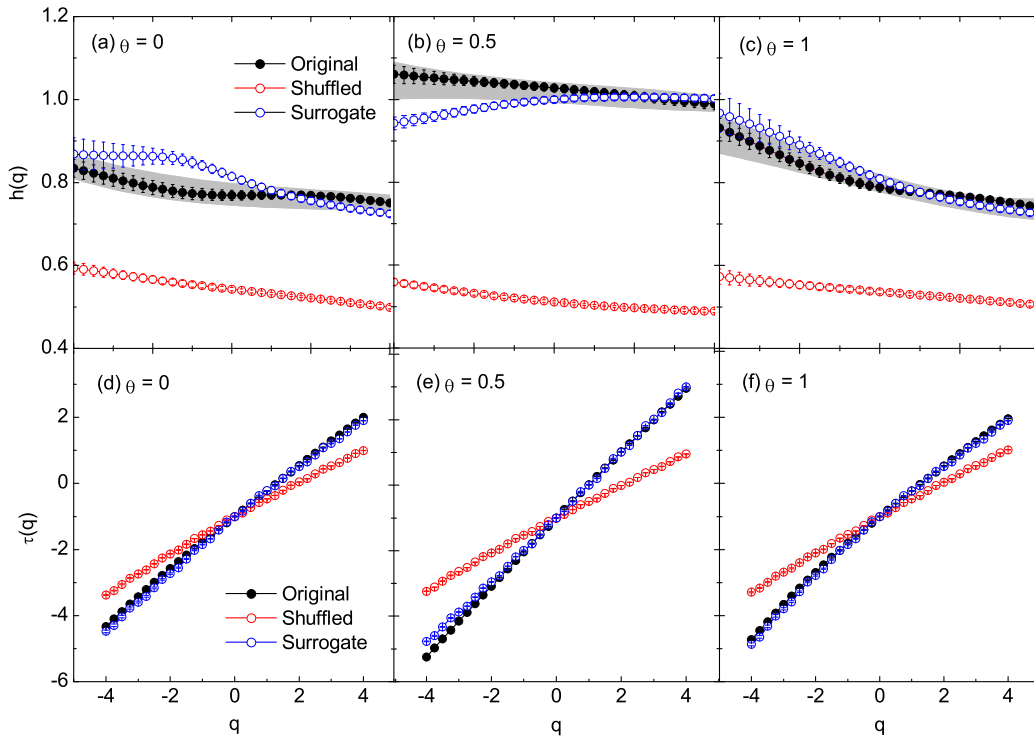 (a) θ = 0
Original
Shuffled
Surrogate
(b) θ = 0.5
(c) θ = 1
1.2
1.0
0.8
0.6
0.4
h(q)
(d) θ = 0
Original
Shuffled
Surrogate
(e) θ = 0.5
(f) θ = 1
2
0
-2
-4
-6
τ(q)
-4 -2 0 2 4
-4 -2 0 2 4
-4 -2 0 2 4
q q q